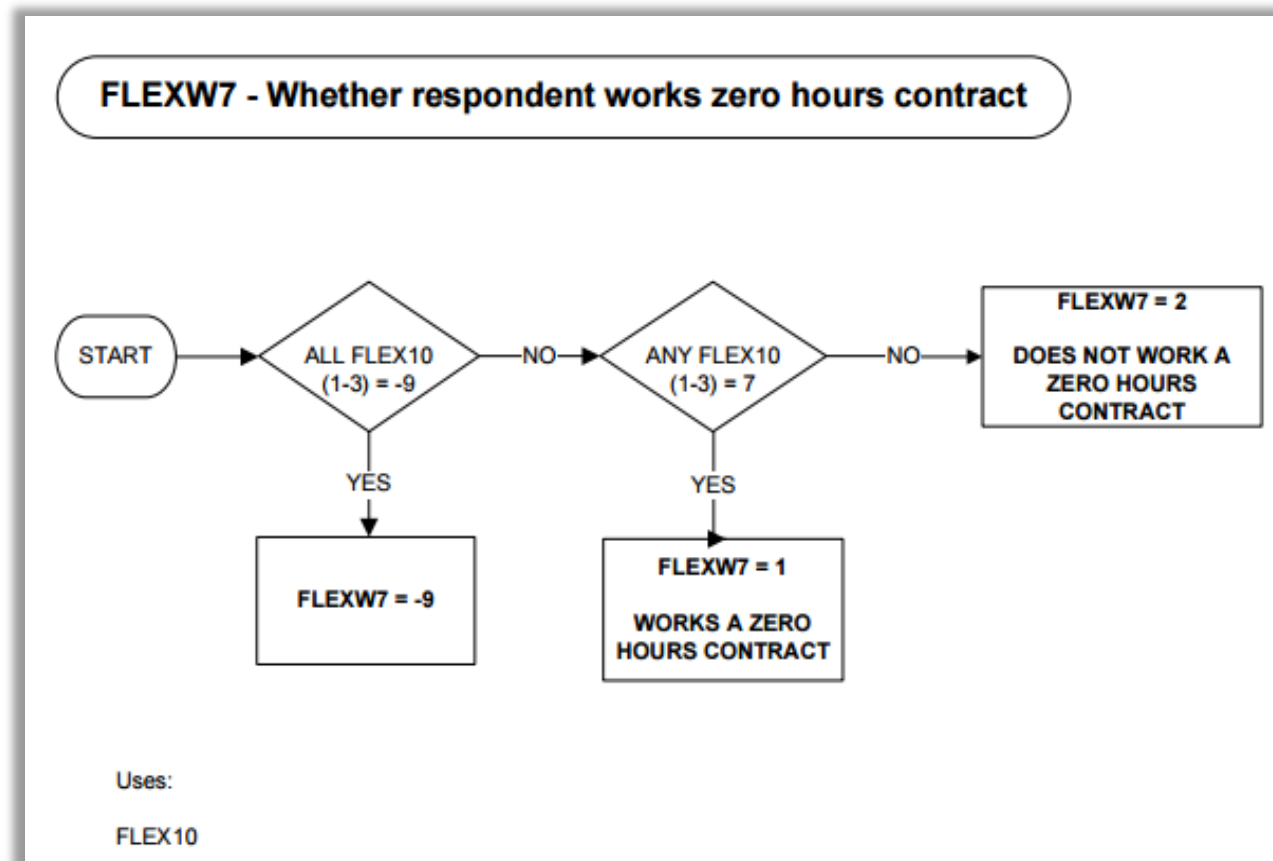 FLEXW7 - Whether respondent works zero hours contract
START
ALL FLEX10
(1-3) = -9
NO
ANY FLEX10
(1-3) = 7
NO
FLEXW7 = 2
DOES NOT WORK A
ZERO HOURS
CONTRACT
YES
YES
FLEXW7 = -9
FLEXW7 = 1
WORKS A ZERO
HOURS CONTRACT
Uses:
FLEX10